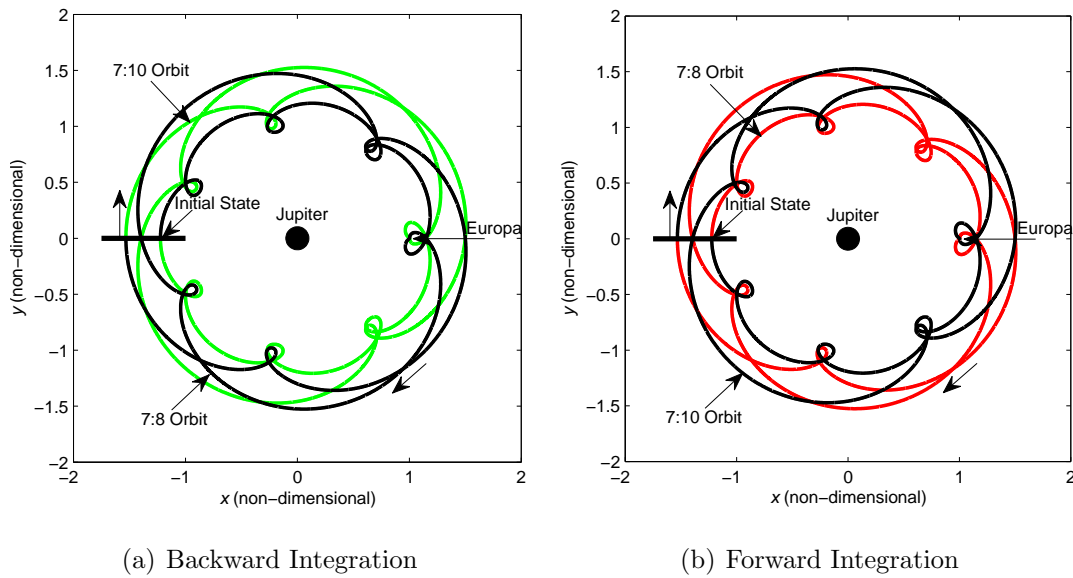 2
1.5
1
0.5
0
−0.5
−1
−1.5
−2
−2
−1
0
1
2
y (non−dimensional)
x (non−dimensional)
7:10 Orbit
Initial State
Jupiter
Europa
7:8 Orbit
(a) Backward Integration
2
1.5
1
0.5
0
−0.5
−1
−1.5
−2
−2
−1
0
1
2
y (non−dimensional)
x (non−dimensional)
7:8 Orbit
Initial State
Jupiter
Europa
7:10 Orbit
(b) Forward Integration